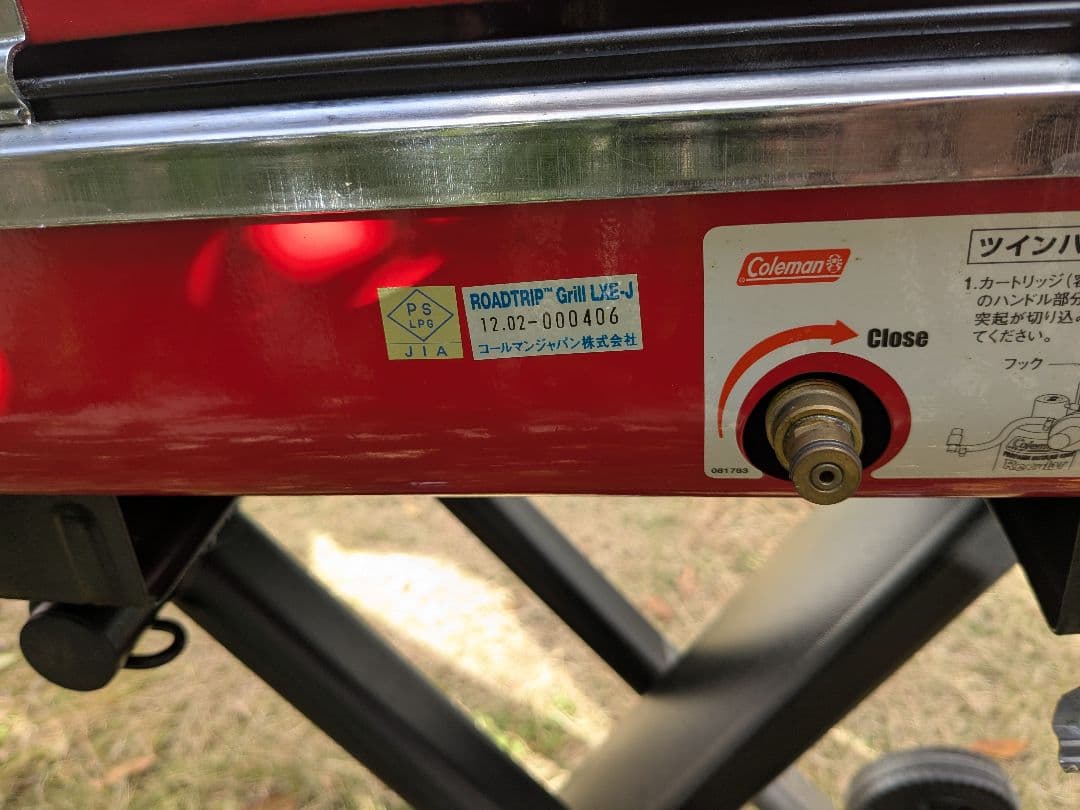 PS
LPG
JIA
ROADTRIP™ Grill LXE-J
12.02-000406
コールマンジャパン株式会社
Coleman
Close
081783
ツインバ
1.カートリッジ(容
のハンドル部分
突起が切り込
てください。
フック
Coleman